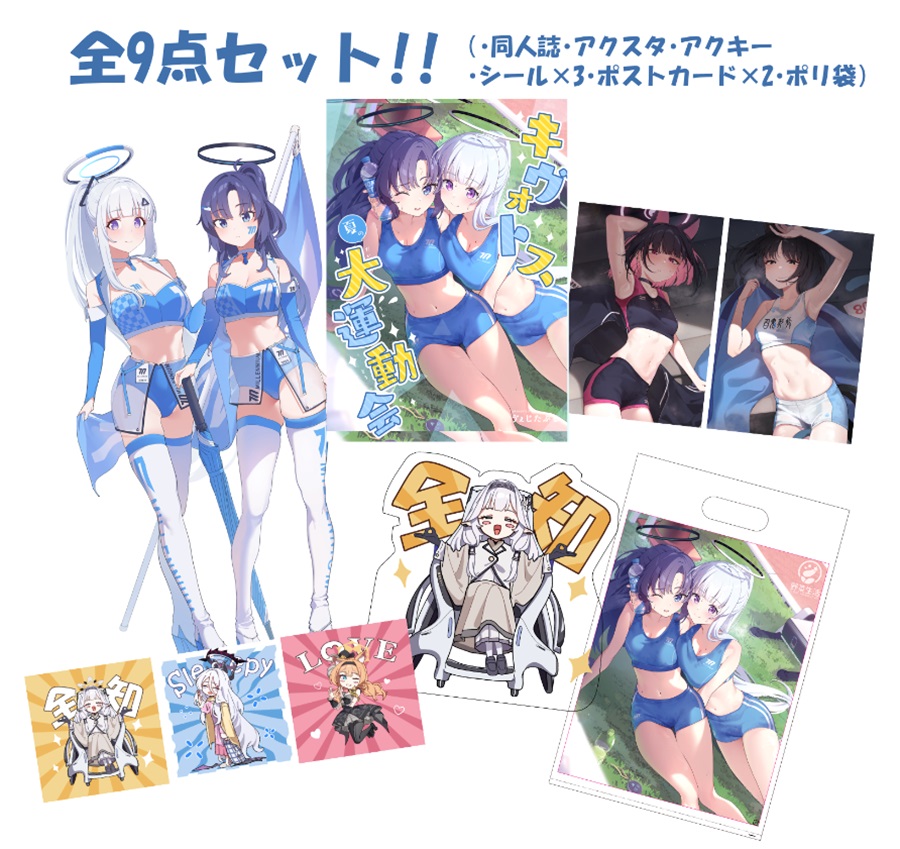 全9点セット!!
(・同人誌・アクスタ・アクキー
・シール×3・ポストカード×2・ポリ袋)
キヴォトス、
夏の
大運動会
全知
全知
Sleepy
LOVE
MILLENNIUM